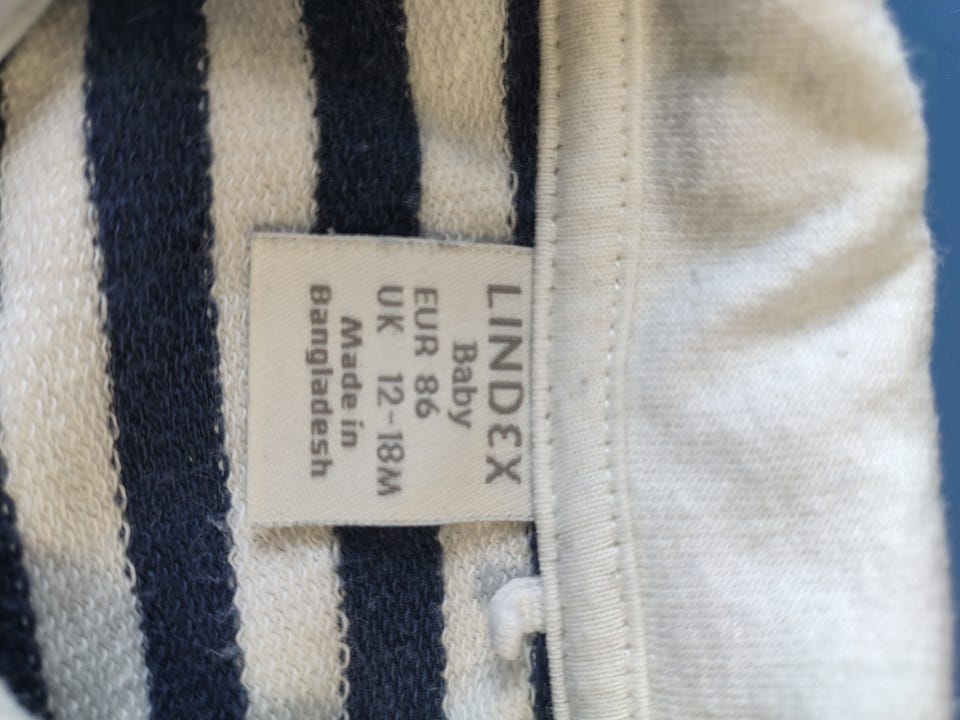 LINDEX
Baby
EUR 86
UK 12-18M
Made in
Bangladesh